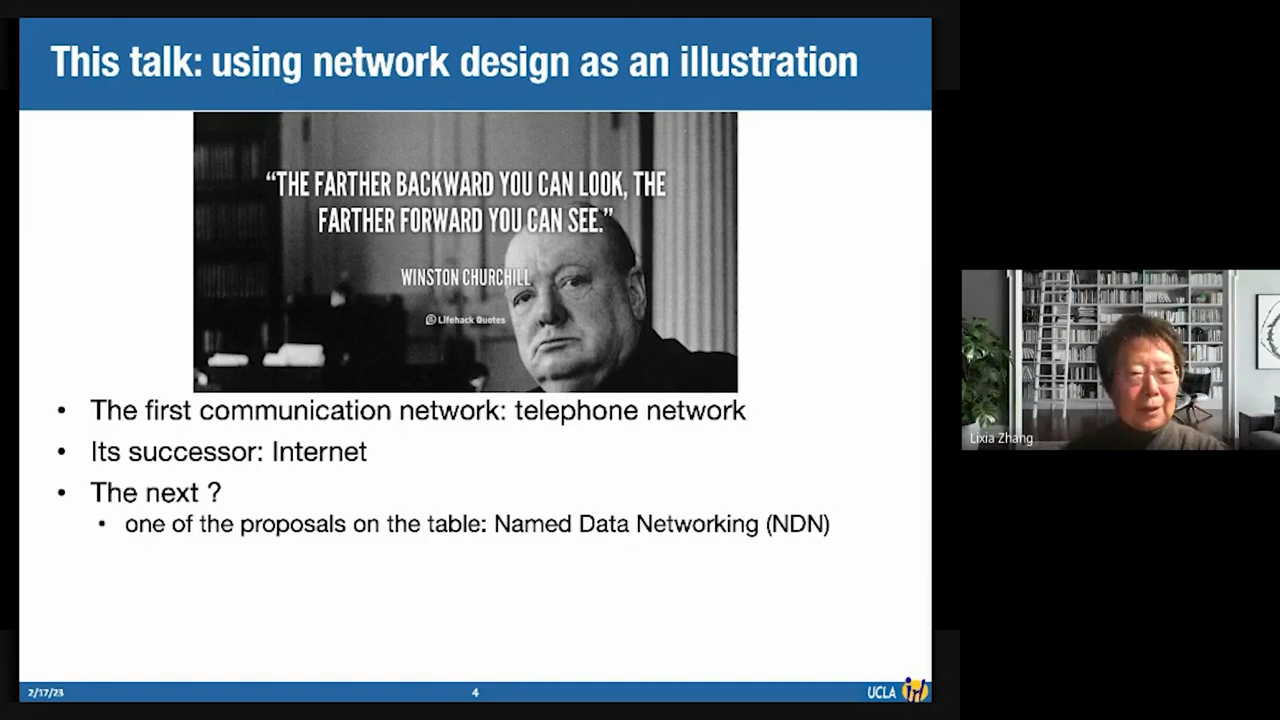 This talk: using network design as an illustration
“THE FARTHER BACKWARD YOU CAN LOOK, THE
FARTHER FORWARD YOU CAN SEE.”
WINSTON CHURCHILL
Lifehack Quotes
• The first communication network: telephone network
• Its successor: Internet
• The next ?
• one of the proposals on the table: Named Data Networking (NDN)
Lixia Zhang
2/17/23
4
UCLA irl